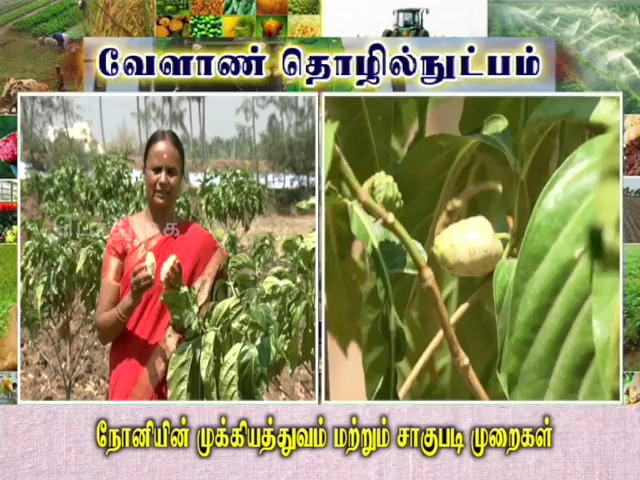 வேளாண் தொழில்நுட்பம்
நோனியின் முக்கியத்துவம் மற்றும் சாகுபடி முறைகள்